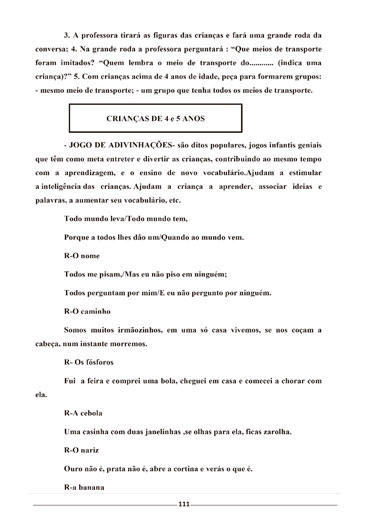 3. A professora tirará as figuras das crianças e fará uma grande roda da
conversa: 4. Na grande roda a professora perguntará : “Que meios de transporte
foram imitados? “Quem lembra o meio de transporte do............ (indica uma
criança)?” 5. Com crianças acima de 4 anos de idade, peça para formarem grupos:
- mesmo meio de transporte; - um grupo que tenha todos os meios de transporte.
CRIANÇAS DE 4 e 5 ANOS
- JOGO DE ADIVINHAÇÕES- são ditos populares, jogos infantis geniais
que têm como meta entreter e divertir as crianças, contribuindo ao mesmo tempo
com a aprendizagem, e o ensino de novo vocabulário.Ajudam a estimular
a inteligência das crianças. Ajudam a criança a aprender, associar ideias e
palavras, a aumentar seu vocabulário, etc.
Todo mundo leva/Todo mundo tem,
Porque a todos lhes dão um/Quando ao mundo vem.
R-O nome
Todos me pisam,/Mas eu não piso em ninguém;
Todos perguntam por mim/E eu não pergunto por ninguém.
R-O caminho
Somos muitos irmãozinhos, em uma só casa vivemos, se nos coçam a
cabeça, num instante morremos.
R- Os fósforos
Fui a feira e comprei uma bola, cheguei em casa e comecei a chorar com
ela.
R-A cebola
Uma casinha com duas janelinhas ,se olhas para ela, ficas zarolha.
R-O nariz
Ouro não é, prata não é, abre a cortina e verás o que é.
R-a banana
111